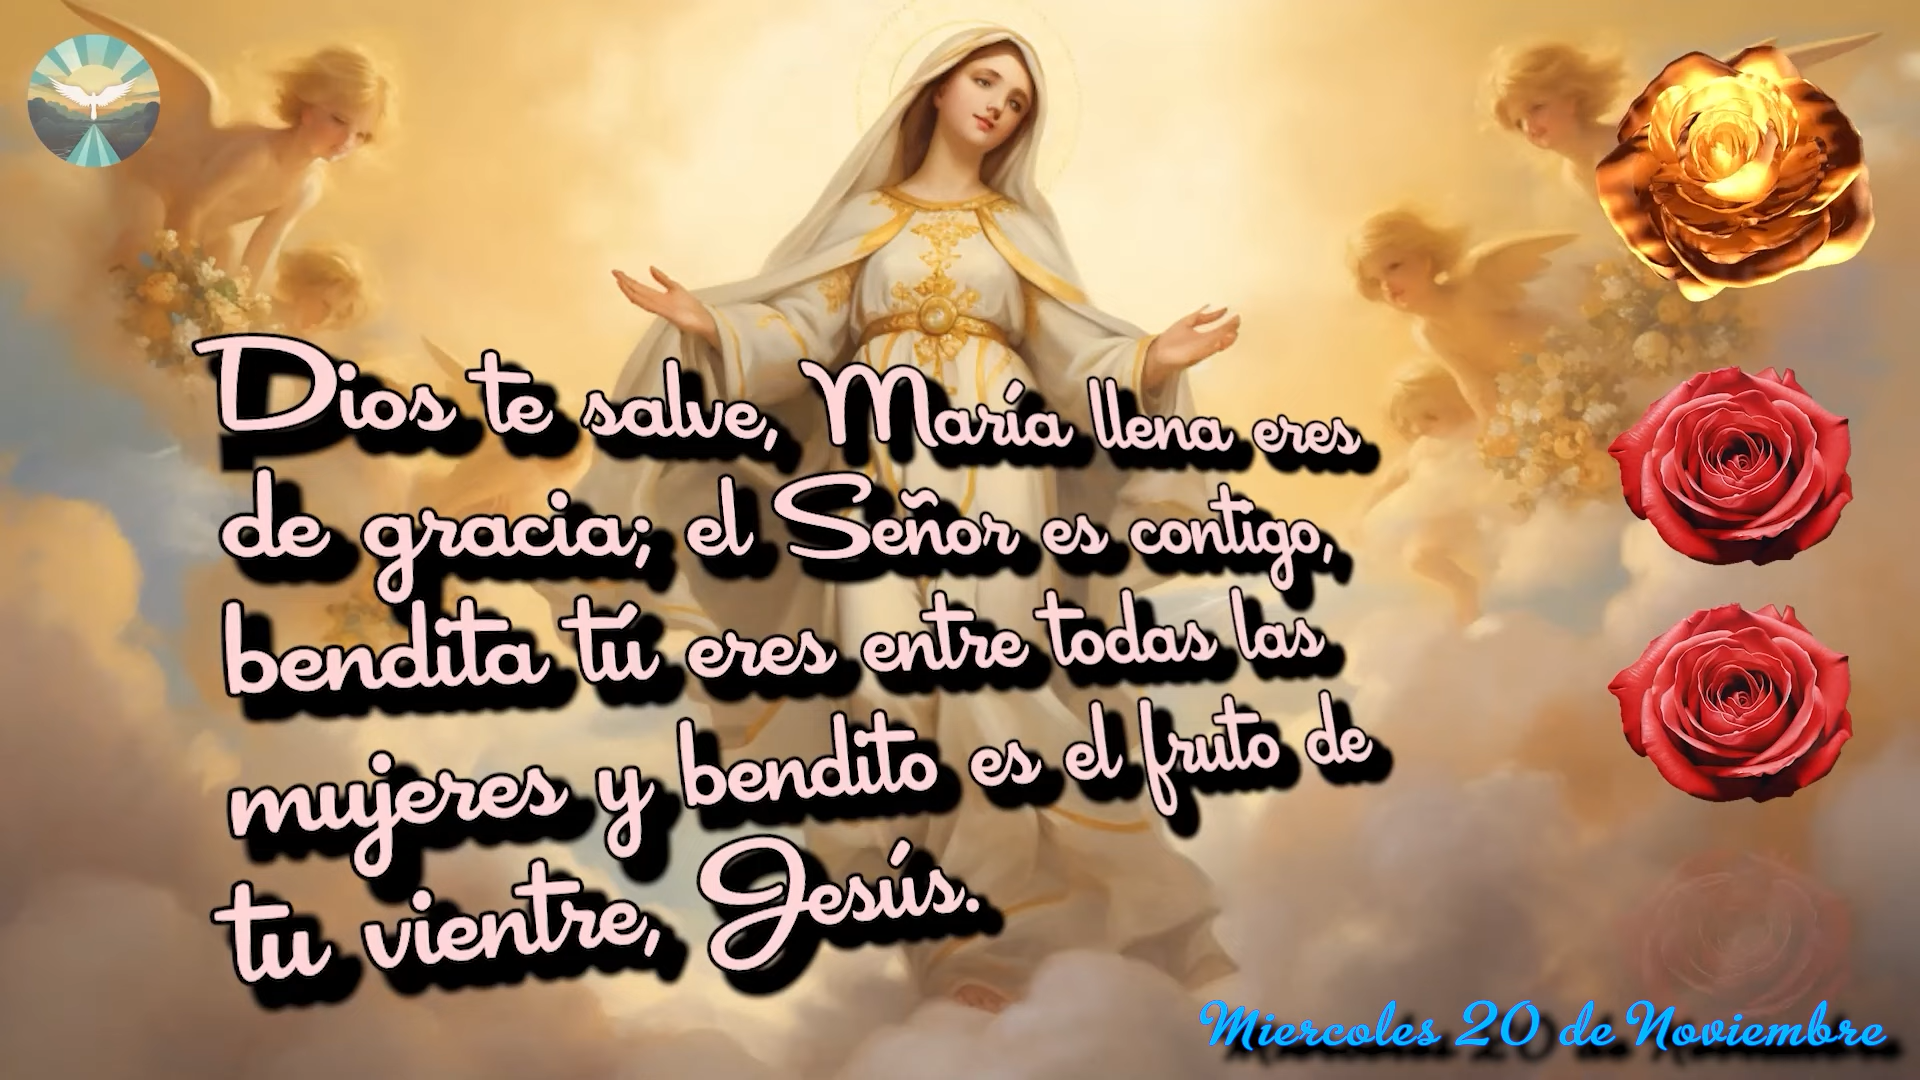 Dios te salve, María llena eres
de gracia; el Señor es contigo,
bendita tú eres entre todas las
mujeres y bendito es el fruto de
tu vientre, Jesús.
Miercoles 20 de Noviembre